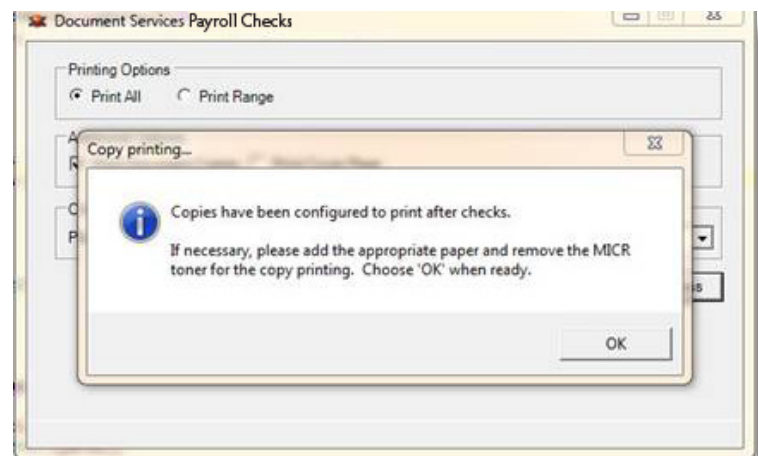 Document Services Payroll Checks
Printing Options
Print All Print Range
Copy printing...
Copies have been configured to print after checks.
If necessary, please add the appropriate paper and remove the MICR
toner for the copy printing. Choose 'OK' when ready.
OK